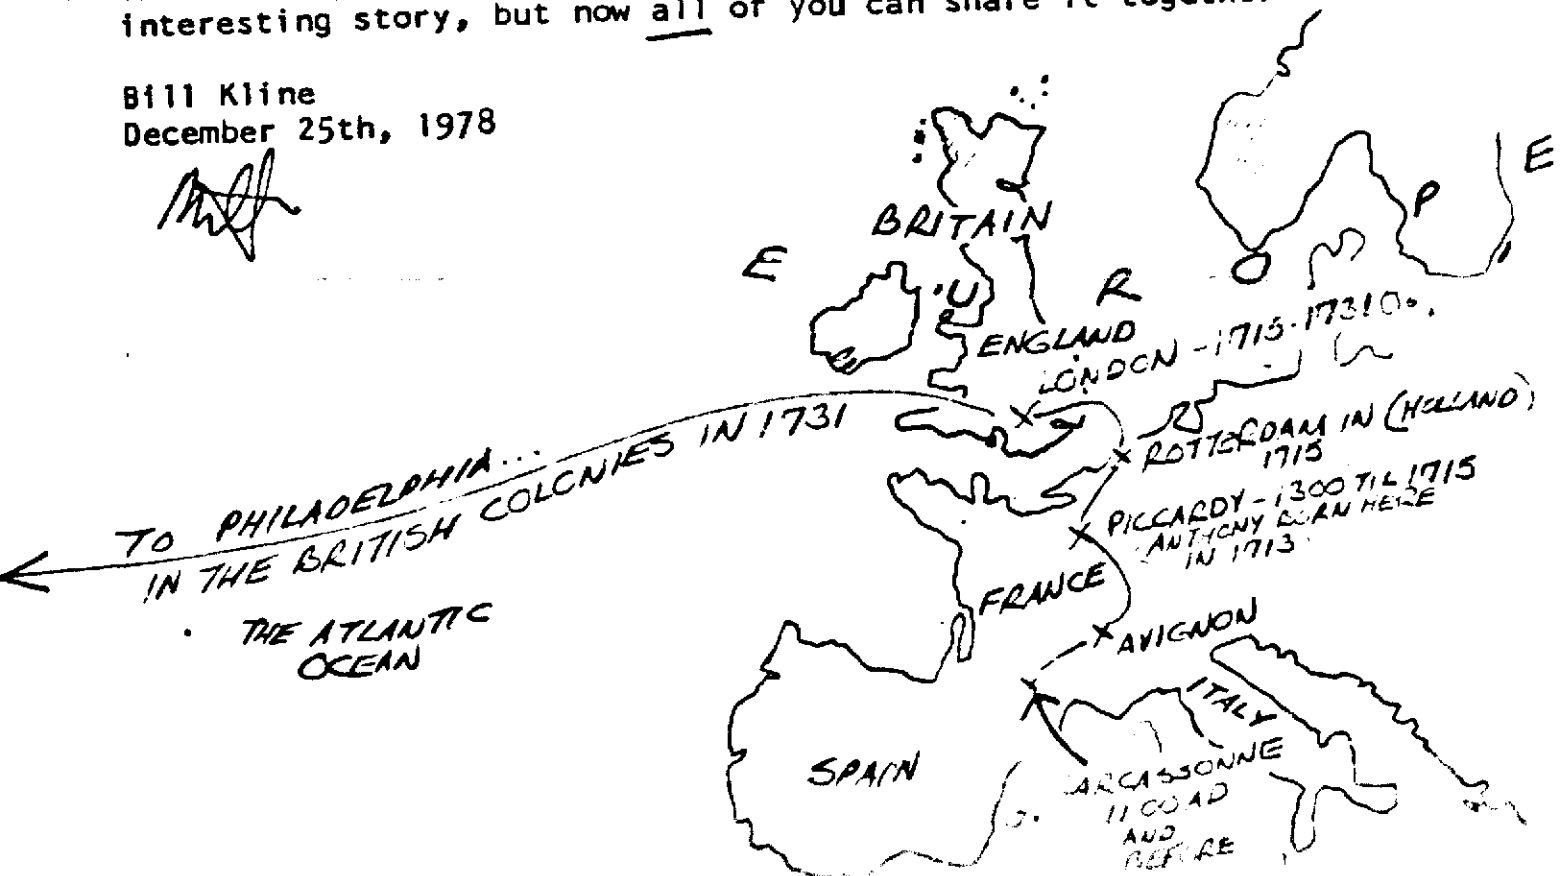 interesting story, but now all of you can share it together
Bill Kline
December 25th, 1978
E U R P E
BRITAIN
ENGLAND
LONDON - 1715-1731
ROTTERDAM IN (HOLLAND)
1715
PICCARDY - 1300 TIL 1715
ANTHONY BORN HERE
IN 1713
FRANCE
AVIGNON
ITALY
SPAIN
CARCASSONNE
1100 AD
AND
BEFORE
TO PHILADELPHIA...
IN THE BRITISH COLONIES IN 1731
THE ATLANTIC
OCEAN